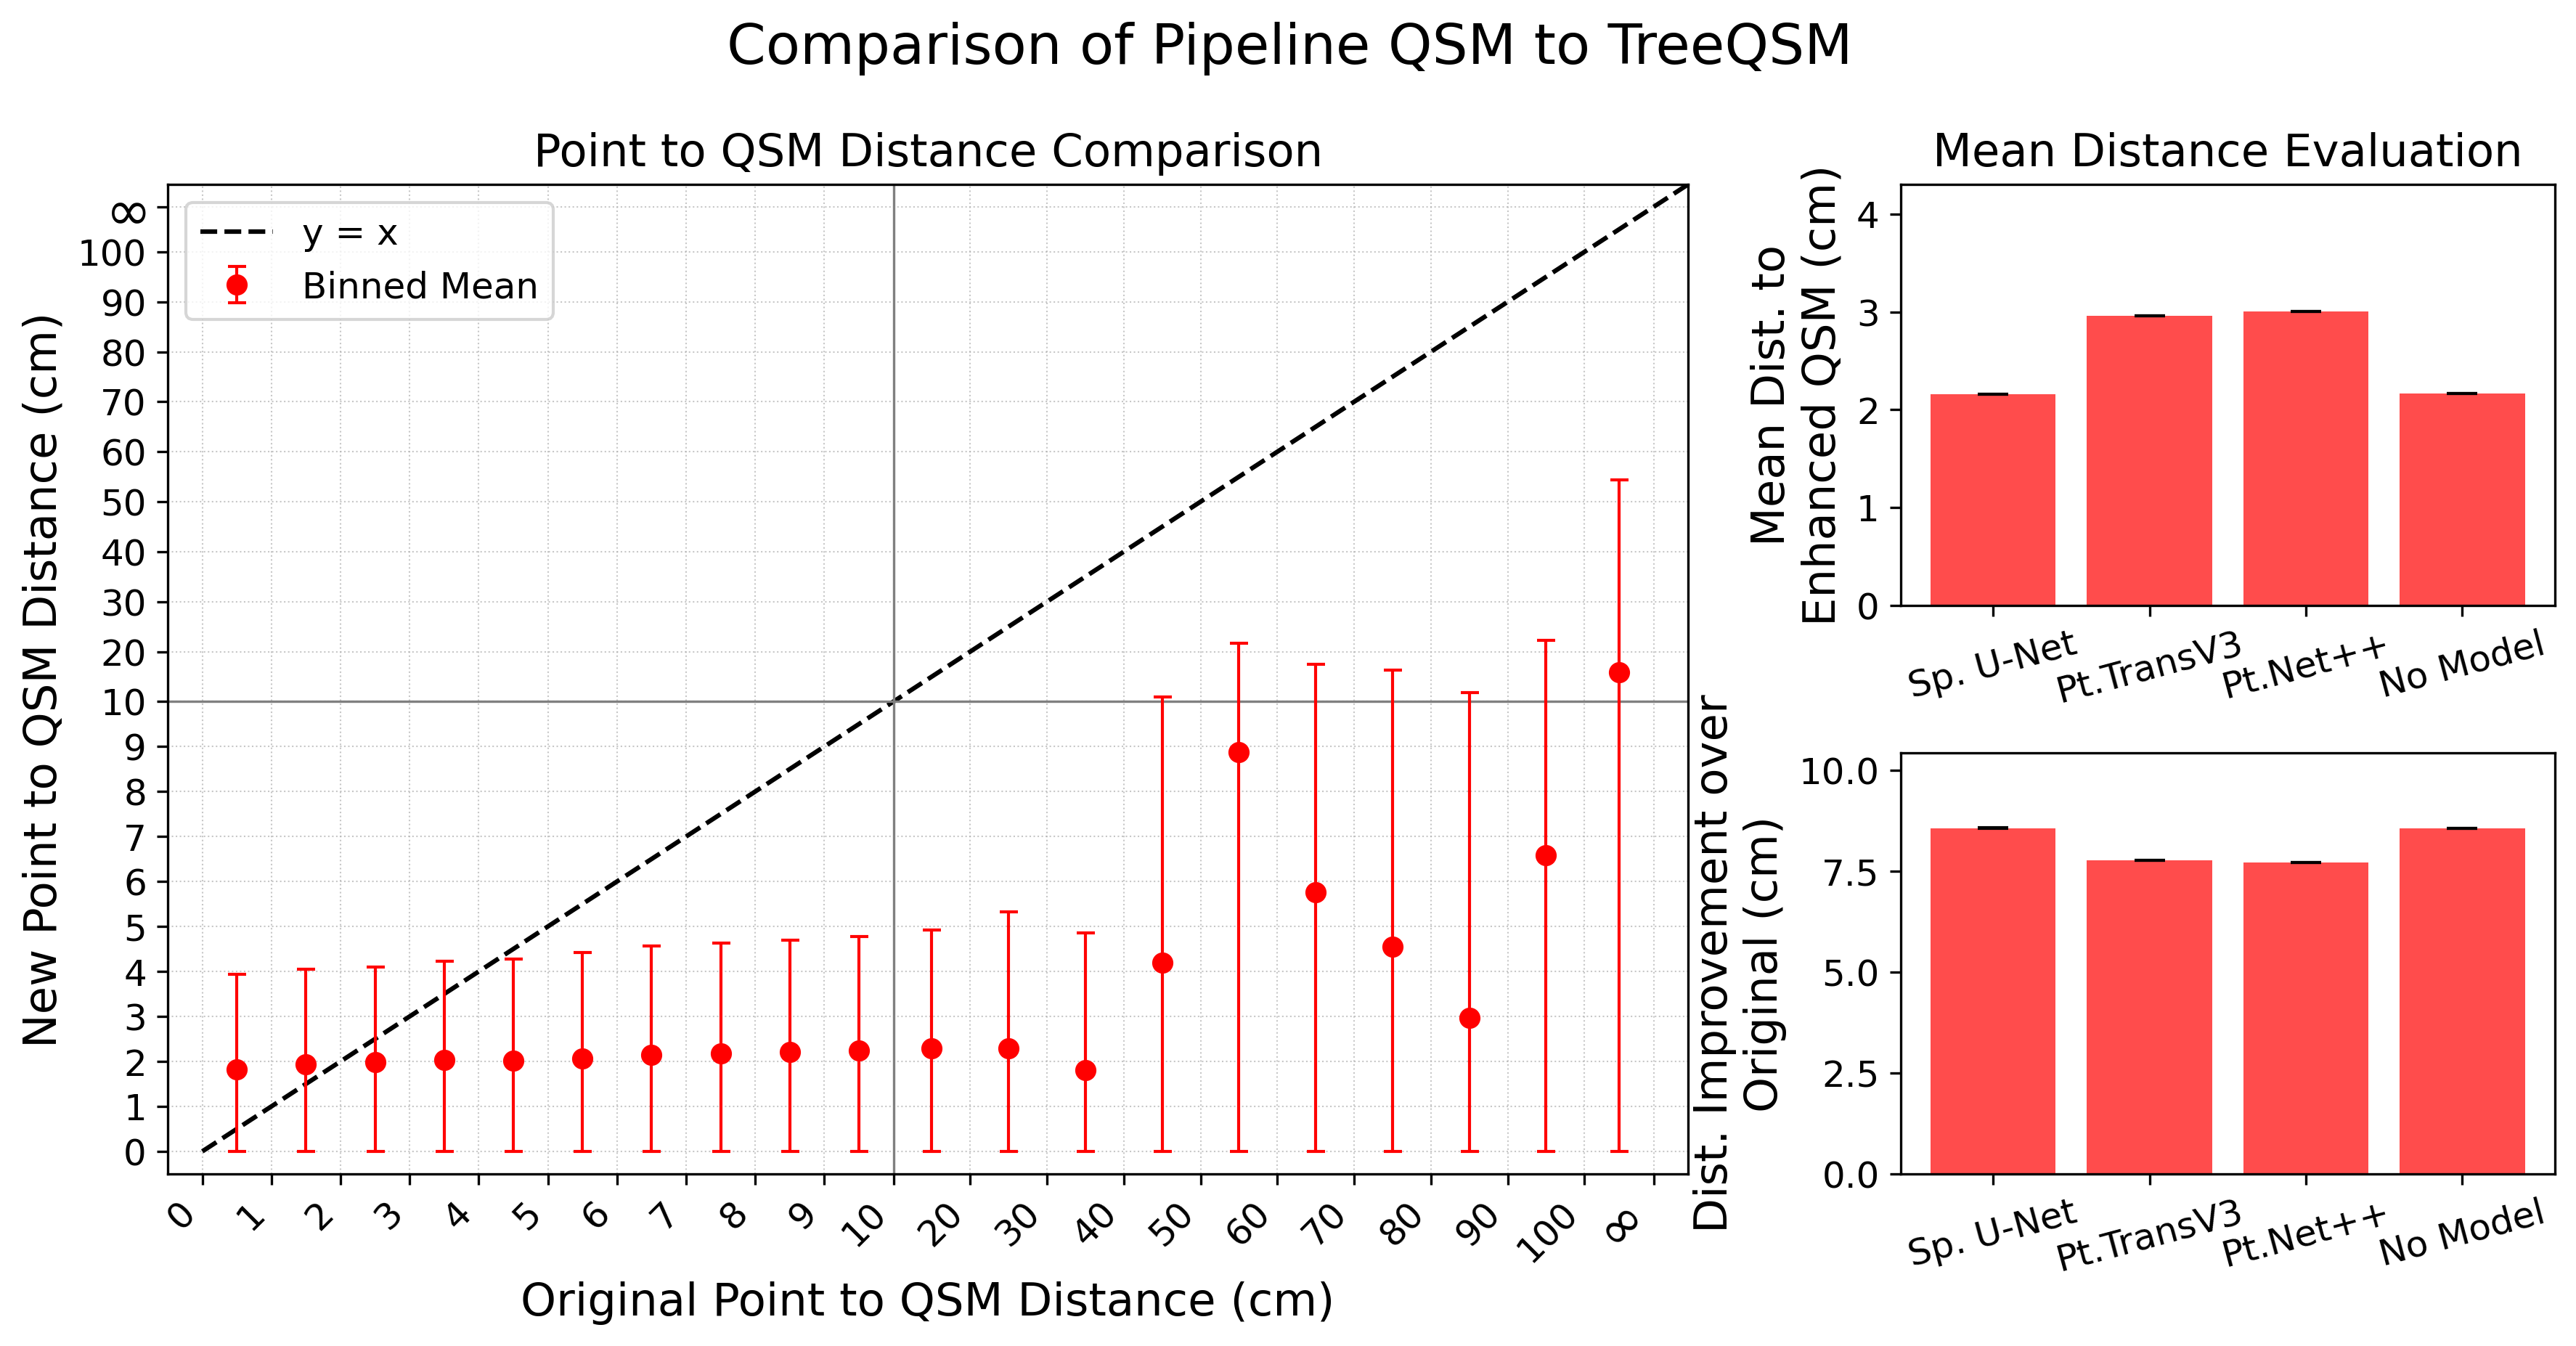 Comparison of Pipeline QSM to TreeQSM
Point to QSM Distance Comparison
New Point to QSM Distance (cm)
∞
100
90
80
70
60
50
40
30
20
10
9
8
7
6
5
4
3
2
1
0
y = x
Binned Mean
0
1
2
3
4
5
6
7
8
9
10
20
30
40
50
60
70
80
90
100
∞
Original Point to QSM Distance (cm)
Mean Distance Evaluation
Mean Dist. to
Enhanced QSM (cm)
4
3
2
1
0
Sp. U-Net
Pt.TransV3
Pt.Net++
No Model
Dist. Improvement over
Original (cm)
10.0
7.5
5.0
2.5
0.0
Sp. U-Net
Pt.TransV3
Pt.Net++
No Model